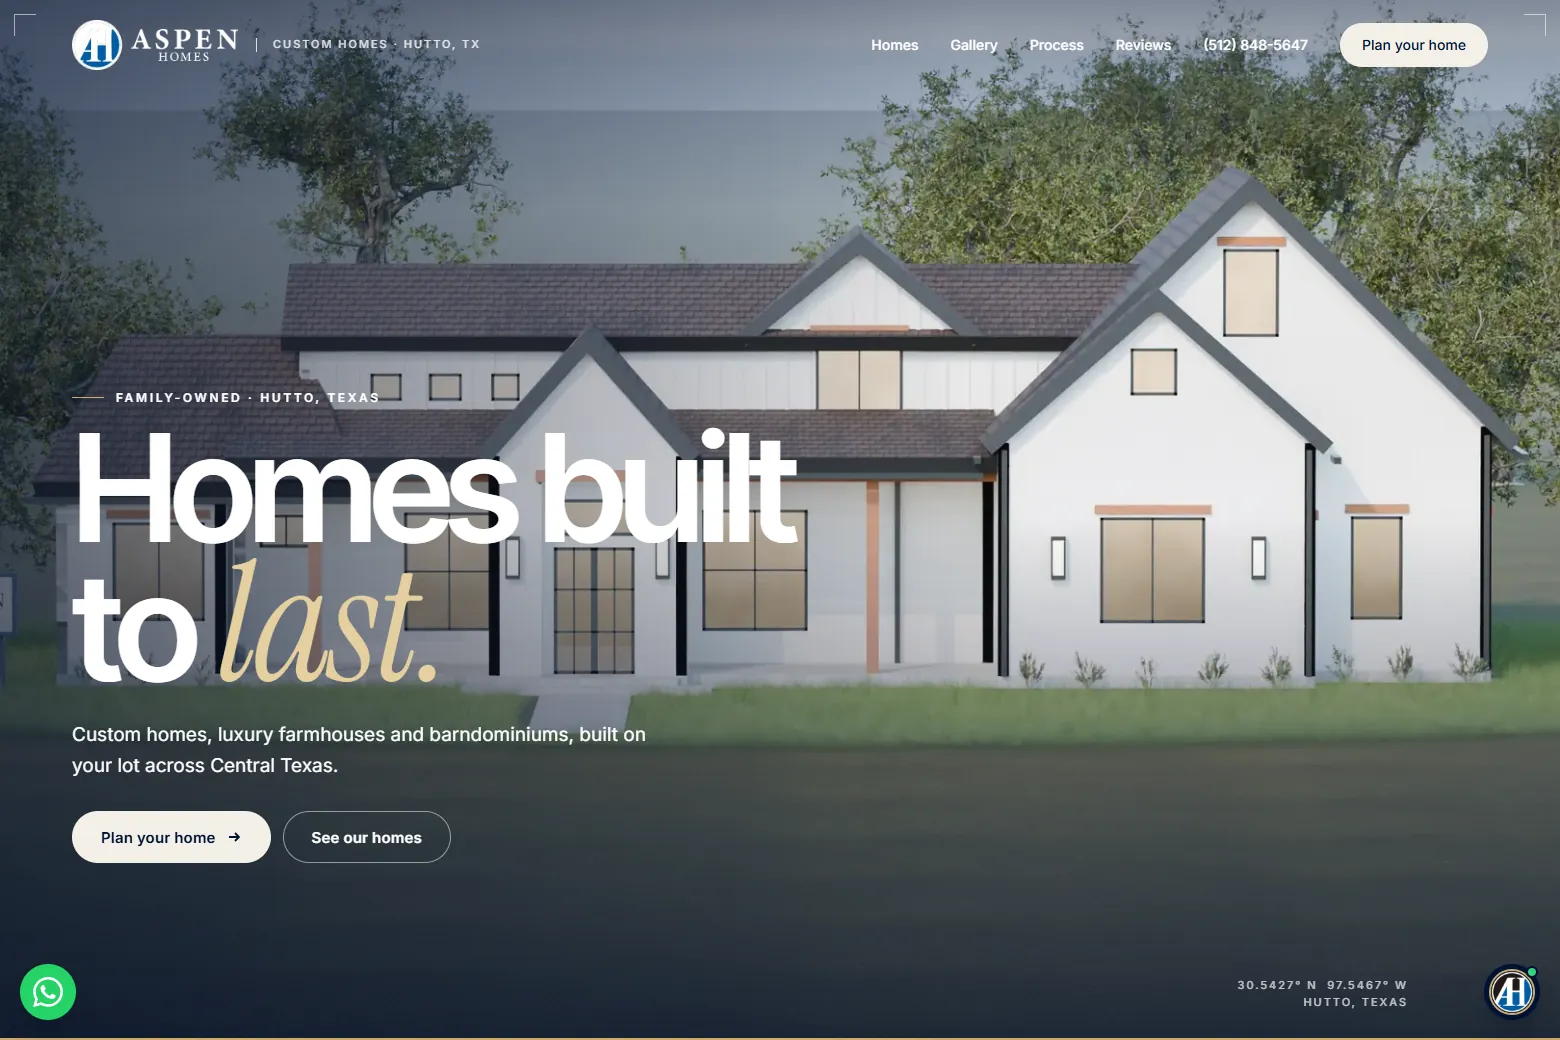 ASPEN
HOMES
CUSTOM HOMES · HUTTO, TX
Homes
Gallery
Process
Reviews
(512) 848-5647
Plan your home
FAMILY-OWNED · HUTTO, TEXAS
Homes built
to last.
Custom homes, luxury farmhouses and barndominiums, built on
your lot across Central Texas.
Plan your home →
See our homes
30.5427° N 97.5467° W
HUTTO, TEXAS
AH